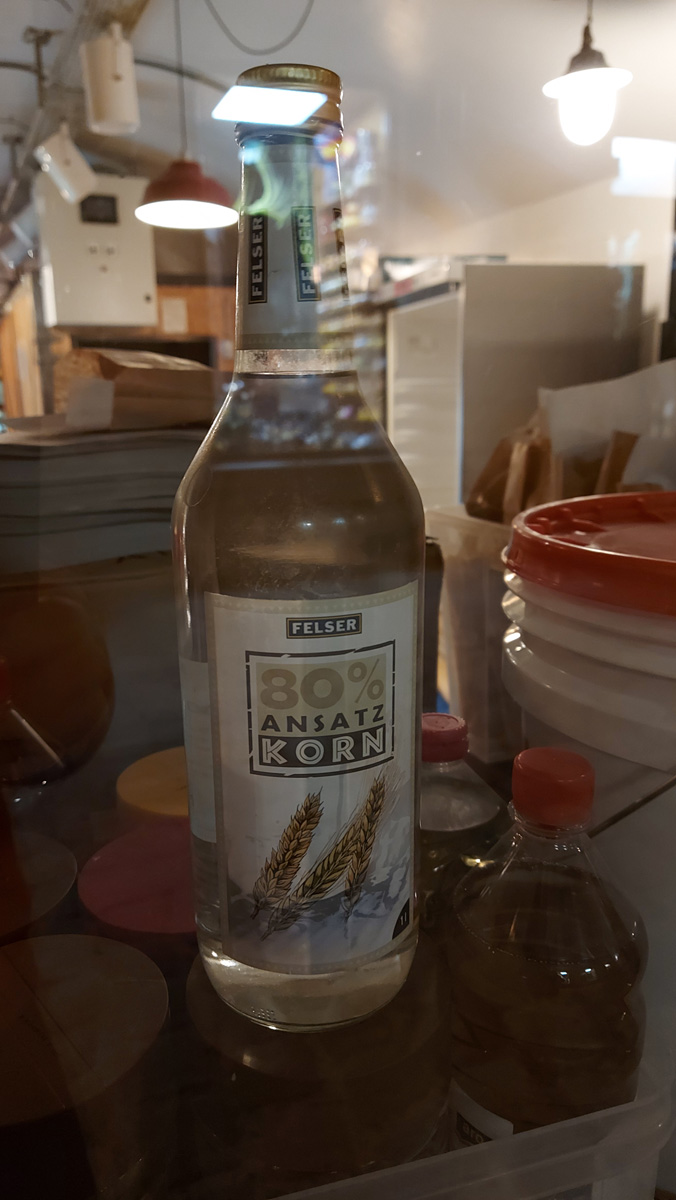 FELSER
FELSER
FELSER
80%
ANSATZ
KORN
1l